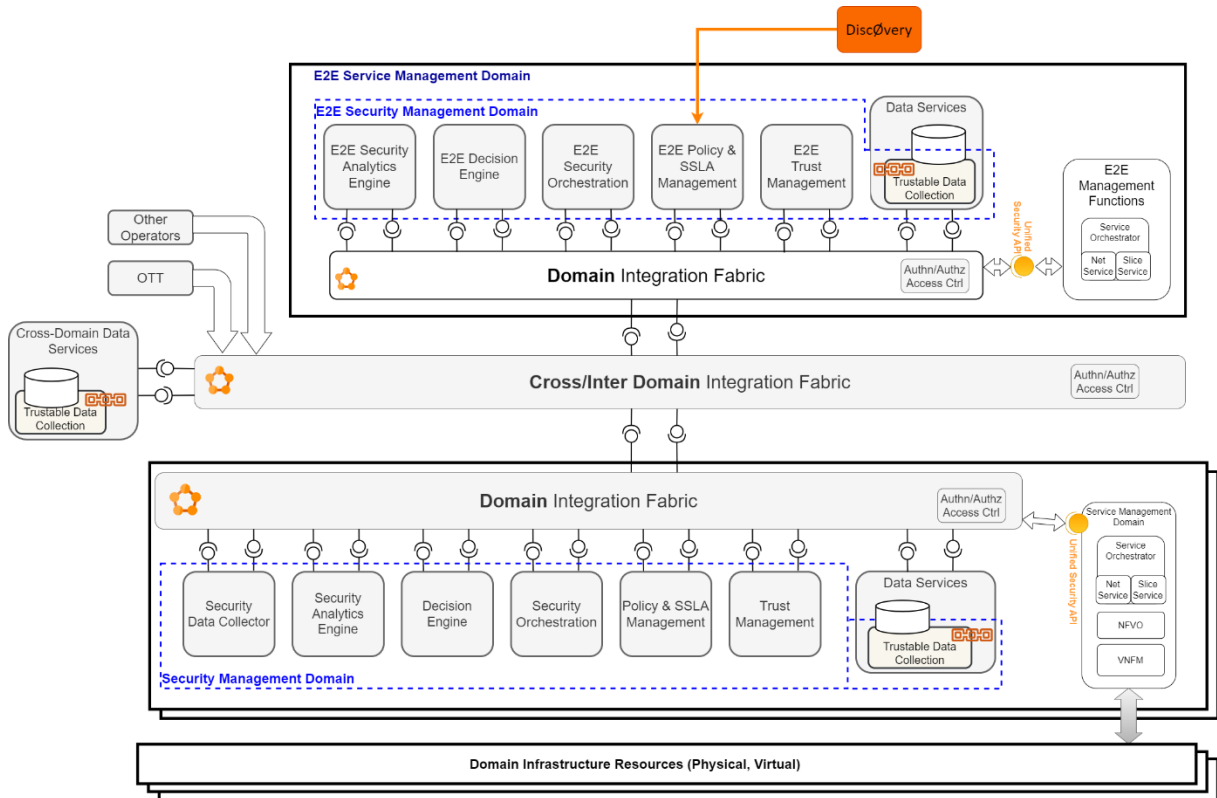 DiscØvery
E2E Service Management Domain
E2E Security Management Domain
E2E Security
Analytics
Engine
E2E Decision
Engine
E2E
Security
Orchestration
E2E Policy &
SSLA
Management
E2E
Trust
Management
Data Services
Trustable Data
Collection
Unified
Security API
E2E
Management
Functions
Service
Orchestrator
Net
Service
Slice
Service
Domain Integration Fabric
Authn/Authz
Access Ctrl
Other
Operators
OTT
Cross-Domain Data
Services
Trustable Data
Collection
Cross/Inter Domain Integration Fabric
Authn/Authz
Access Ctrl
Domain Integration Fabric
Authn/Authz
Access Ctrl
Security
Data Collector
Security
Analytics
Engine
Decision
Engine
Security
Orchestration
Policy & SSLA
Management
Trust
Management
Data Services
Trustable Data
Collection
Security Management Domain
Unified Security API
Service Management
Domain
Service
Orchestrator
Net
Service
Slice
Service
NFVO
VNFM
Domain Infrastructure Resources (Physical, Virtual)